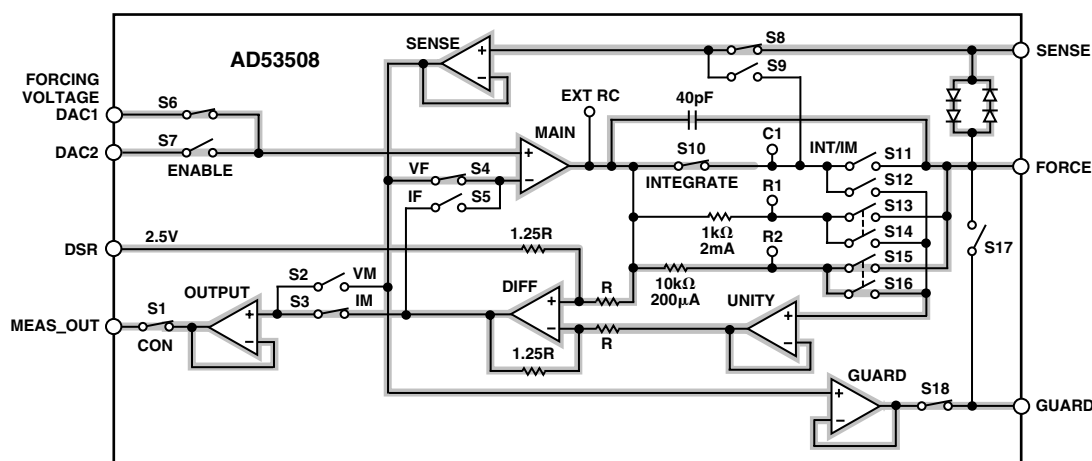 AD53508
FORCING
VOLTAGE
DAC1
S6
DAC2
S7
ENABLE
SENSE
+
−
S8
SENSE
S9
EXT RC
40pF
MAIN
+
−
S10
INTEGRATE
C1
INT/IM
S11
FORCE
S12
VF
S4
IF
S5
R1
1kΩ
2mA
S13
S14
S17
DSR
2.5V
1.25R
R2
10kΩ
200µA
S15
S16
S2
VM
S3
IM
OUTPUT
+
−
DIFF
+
−
R
R
UNITY
+
−
MEAS_OUT
S1
CON
1.25R
GUARD
+
−
S18
GUARD